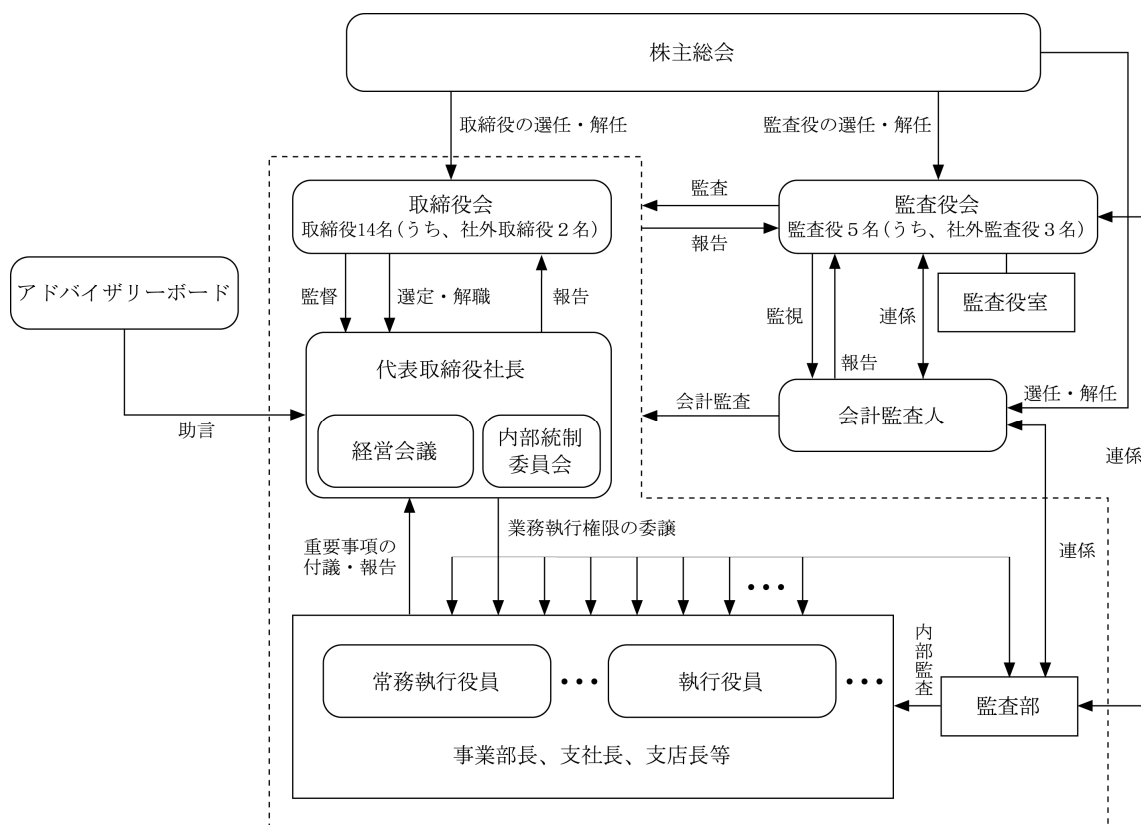 株主総会
取締役の選任・解任
監査役の選任・解任
取締役会
取締役14名(うち、社外取締役2名)
監査
報告
監査役会
監査役5名(うち、社外監査役3名)
監査役室
アドバイザリーボード
監督
選定・解職
報告
監視
報告
連係
代表取締役社長
経営会議
内部統制
委員会
助言
会計監査
会計監査人
選任・解任
連係
重要事項の
付議・報告
業務執行権限の委譲
連係
常務執行役員
執行役員
事業部長、支社長、支店長等
内部監査
監査部